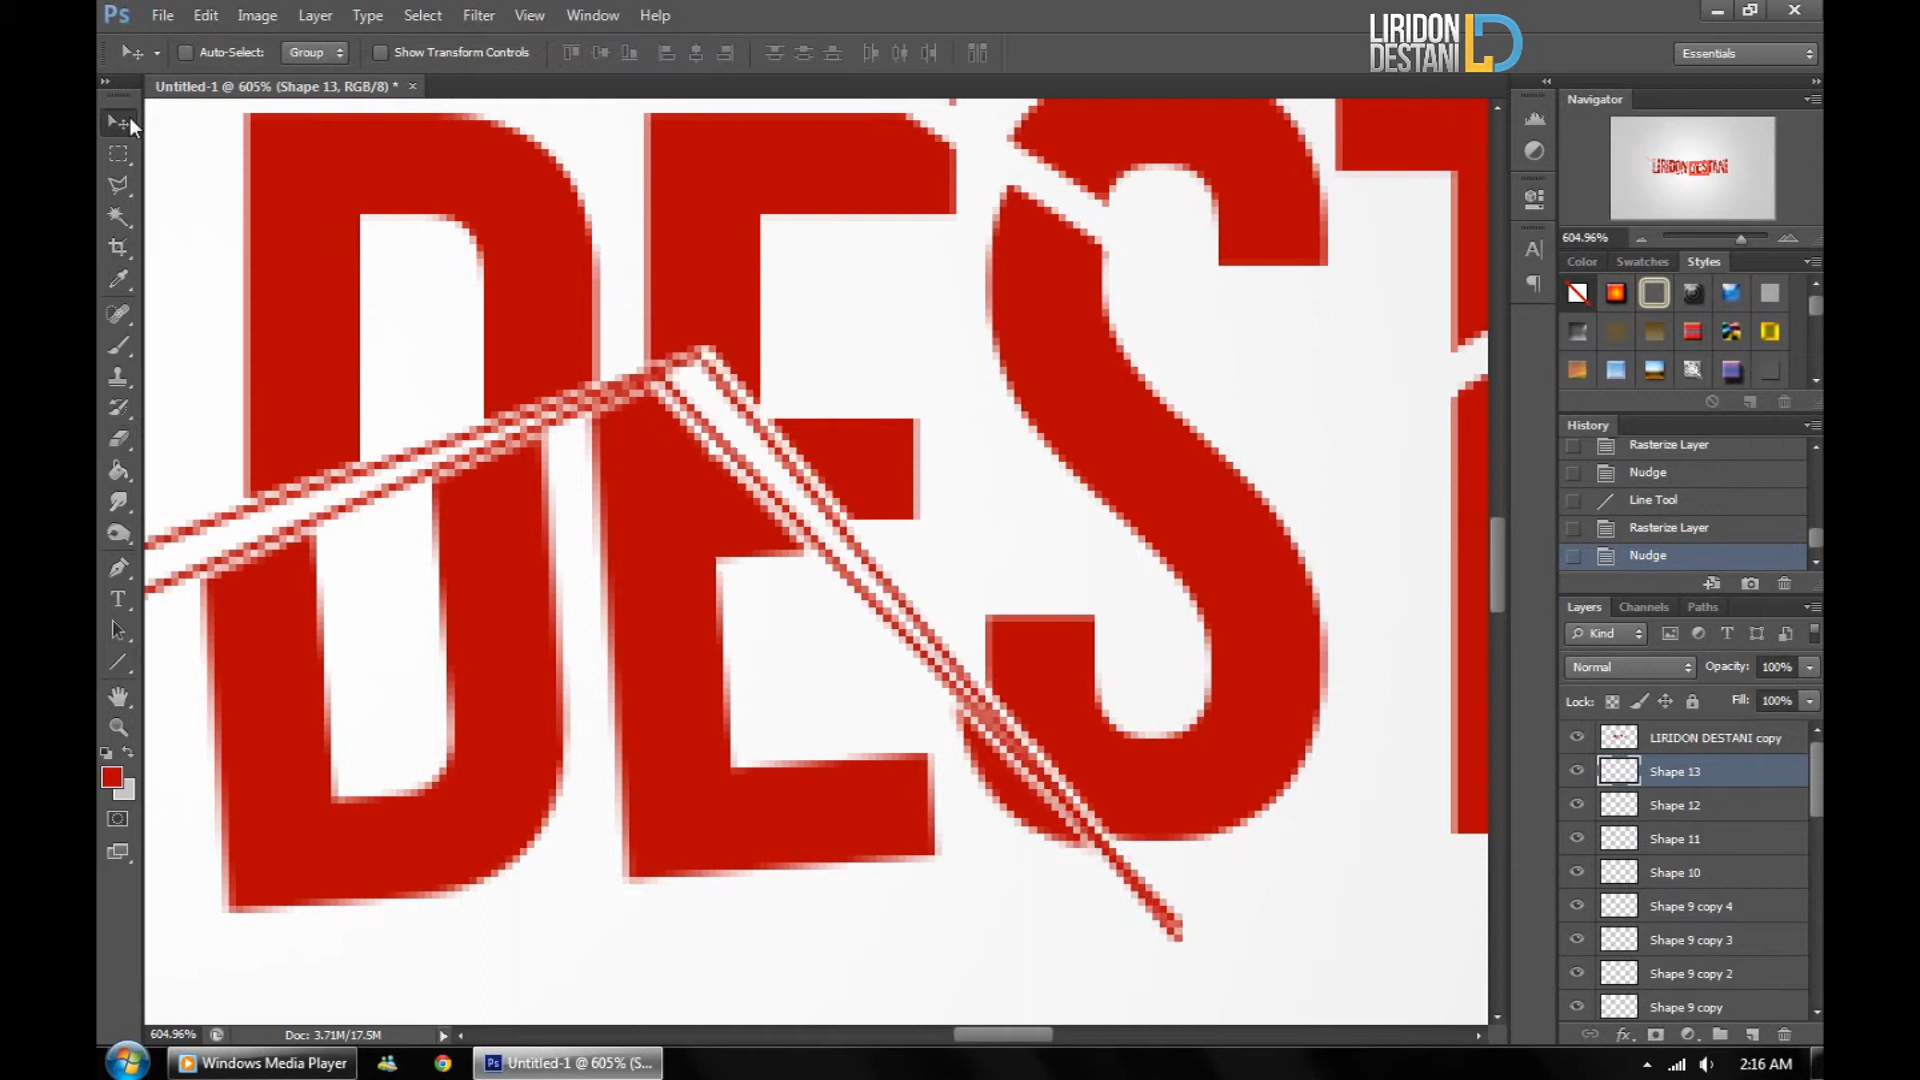 Ps File Edit Image Layer Type Select Filter View Window Help
LIRIDON
DESTANI
Auto-Select: Group Show Transform Controls
Essentials
Untitled-1 @ 605% (Shape 13, RGB/8) * ×
Navigator
604.96%
Color Swatches Styles
History
Rasterize Layer
Nudge
Line Tool
Rasterize Layer
Nudge
Layers Channels Paths
Kind
Normal Opacity: 100%
Lock: Fill: 100%
LIRIDON DESTANI copy
Shape 13
Shape 12
Shape 11
Shape 10
Shape 9 copy 4
Shape 9 copy 3
Shape 9 copy 2
Shape 9 copy
DEST
604.96% Doc: 3.71M/17.5M
Windows Media Player
Ps Untitled-1 @ 605% (S...
2:16 AM